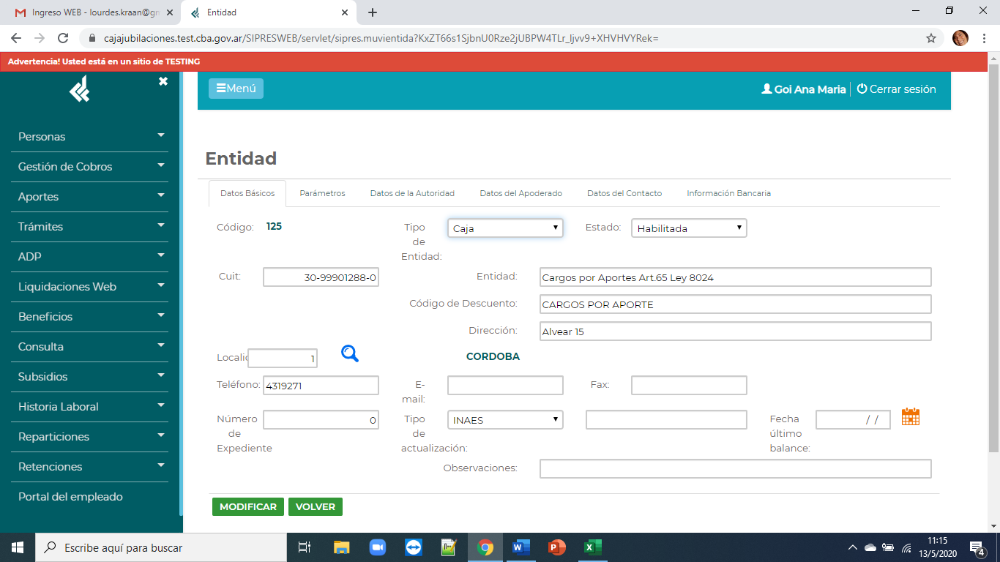 Ingreso WEB - lourdes.kraan@gm
Entidad
cajajubilaciones.test.cba.gov.ar/SIPRESWEB/servlet/sipres.muvientida?KxZT66s1SjbnU0Rze2jUBPW4TLr_ljvv9+XHVHVYRek=
Advertencia! Usted está en un sitio de TESTING
Menú
Goi Ana Maria
Cerrar sesión
Personas
Gestión de Cobros
Aportes
Trámites
ADP
Liquidaciones Web
Beneficios
Consulta
Subsidios
Historia Laboral
Reparticiones
Retenciones
Portal del empleado
Entidad
Datos Básicos
Parámetros
Datos de la Autoridad
Datos del Apoderado
Datos del Contacto
Información Bancaria
Código: 125
Tipo de Entidad: Caja
Estado: Habilitada
Cuit: 30-99901288-0
Entidad: Cargos por Aportes Art.65 Ley 8024
Código de Descuento: CARGOS POR APORTE
Dirección: Alvear 15
Localid 1
CORDOBA
Teléfono: 4319271
E-mail:
Fax:
Número de Expediente 0
Tipo de actualización: INAES
Fecha último balance: / /
Observaciones:
MODIFICAR
VOLVER
Escribe aquí para buscar
11:15
13/5/2020
4